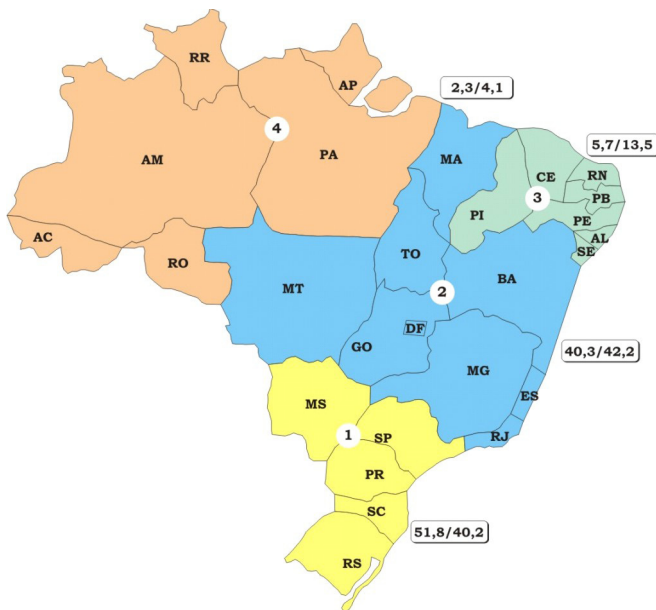 RR
AP
2,3/4,1
4
AM
PA
MA
CE
5,7/13,5
RN
3
PB
PI
PE
AC
AL
SE
RO
TO
MT
BA
2
DF
GO
MG
40,3/42,2
ES
MS
1
SP
RJ
PR
SC
51,8/40,2
RS